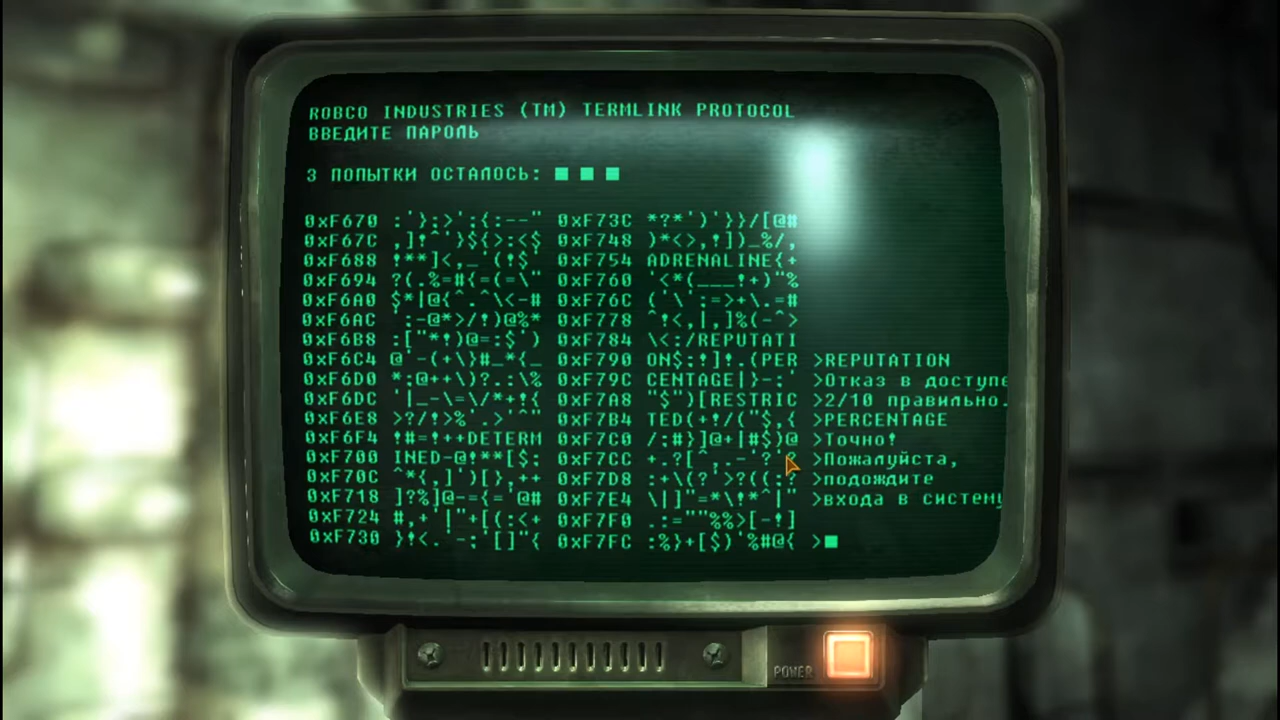 ROBCO INDUSTRIES (TM) TERMLINK PROTOCOL
ВВЕДИТЕ ПАРОЛЬ
3 ПОПЫТКИ ОСТАЛОСЬ:
0xF670 :'};>';{:--" 0xF73C *?*')'}}/[@#
0xF67C ,]!^'}${>:<$ 0xF748 )*<>,!])_%/,
0xF688 !**]<,_'(!$' 0xF754 ADRENALINE{+
0xF694 ?(.%=#{=(=\" 0xF760 '<*(___!+)"%
0xF6A0 $*|@{^.^\<-# 0xF76C ('\';=>+\.=#
0xF6AC ':-@*>/!)@%* 0xF778 ^!<,|,]%(-^>
0xF6B8 :["*!)@=:$') 0xF784 \<:/REPUTATI
0xF6C4 @'-(+\}#_*{_ 0xF790 ON$;!]!.(PER >REPUTATION
0xF6D0 *;@++\)?.:\% 0xF79C CENTAGE|}-;' >Отказ в доступе
0xF6DC '|_-\=\/*+!{ 0xF7A8 "$")[RESTRIC >2/10 правильно.
0xF6E8 >?/!>%'.>'^" 0xF7B4 TED(+!/("$,{ >PERCENTAGE
0xF6F4 !#=!++DETERM 0xF7C0 /:#}]@+|#$)@ >Точно!
0xF700 INED-@!**[$; 0xF7CC +.?[^,.-'?'? >Пожалуйста,
0xF70C ^*{,]')[},++ 0xF7D8 :+\(?'>?((:? >подождите
0xF718 ]?%]@-={='@# 0xF7E4 \|]"=*\!*^|" >входа в систему
0xF724 #,+'|"+[(:<+ 0xF7F0 .:=""%%>[-!]
0xF730 }!<.'-;'[]"{ 0xF7FC :%}+[$)'%#@{ >
POWER